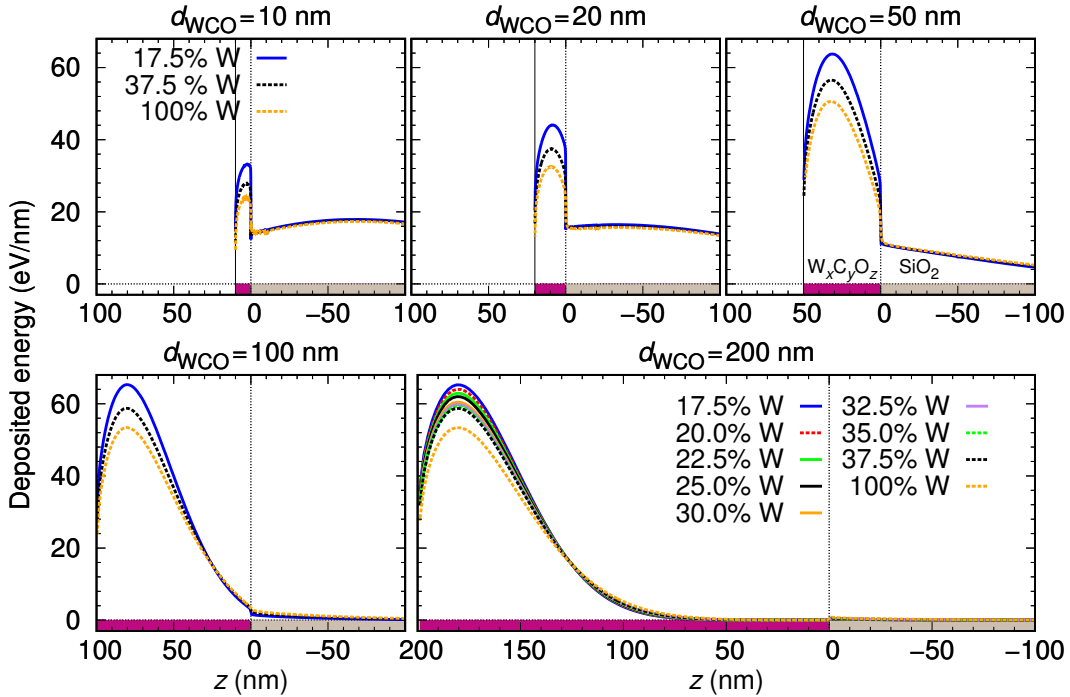 d_WCO = 10 nm d_WCO = 20 nm d_WCO = 50 nm
Deposited energy (eV/nm)
60
40
20
0
17.5% W
37.5 % W
100% W
W_xC_yO_z SiO_2
100 50 0 −50 100 50 0 −50 100 50 0 −50 −100
d_WCO = 100 nm d_WCO = 200 nm
60
40
20
0
17.5% W 32.5% W
20.0% W 35.0% W
22.5% W 37.5% W
25.0% W 100% W
30.0% W
100 50 0 −50 200 150 100 50 0 −50 −100
z (nm) z (nm)